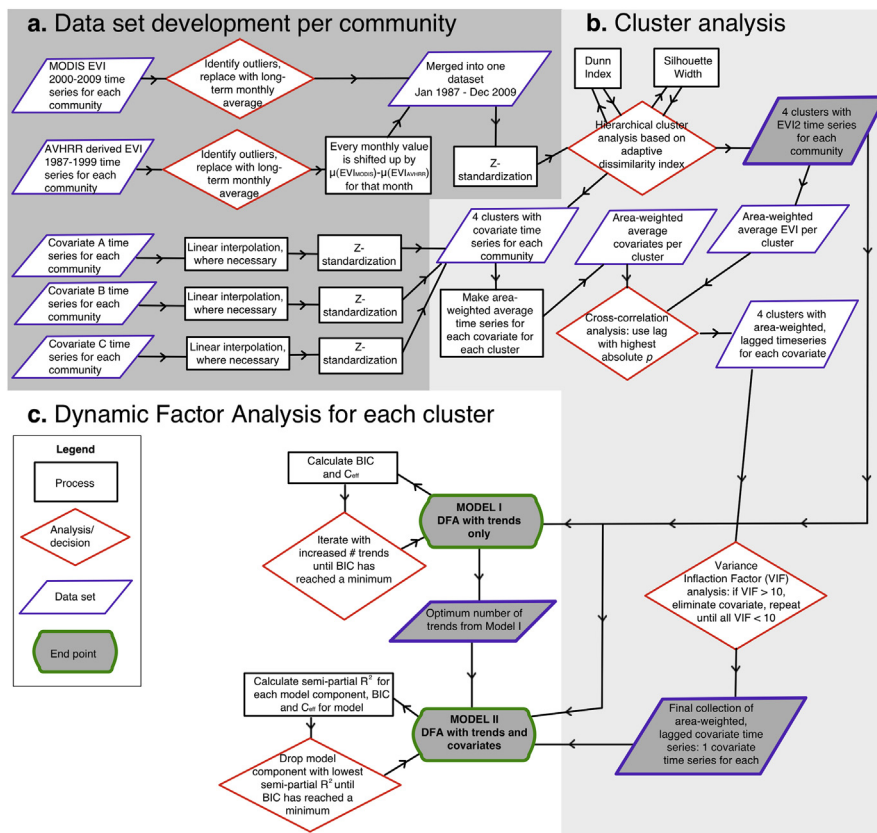 a. Data set development per community
MODIS EVI
2000-2009 time
series for each
community
Identify outliers,
replace with long-
term monthly
average
Merged into one
dataset
Jan 1987 - Dec 2009
AVHRR derived EVI
1987-1999 time
series for each
community
Identify outliers,
replace with long-
term monthly
average
Every monthly
value is
shifted up by
μ(EVIMODIS)-μ(EVIAVHRR)
for that month
Z-
standardization
Covariate A time
series for each
community
Linear interpolation,
where necessary
Z-
standardization
Covariate B time
series for each
community
Linear interpolation,
where necessary
Z-
standardization
Covariate C time
series for each
community
Linear interpolation,
where necessary
Z-
standardization
b. Cluster analysis
Dunn
Index
Silhouette
Width
Hierarchical cluster
analysis based on
adaptive
dissimilarity index
4 clusters with
EVI2 time series
for each
community
4 clusters with
covariate time
series for each
community
Area-weighted
average
covariates per
cluster
Area-weighted
average EVI per
cluster
Make area-
weighted average
time series for
each covariate for
each cluster
Cross-correlation
analysis: use lag
with highest
absolute p
4 clusters with
area-weighted,
lagged timeseries
for each covariate
Variance
Inflaction Factor (VIF)
analysis: if VIF > 10,
eliminate covariate, repeat
until all VIF < 10
Final collection of
area-weighted,
lagged covariate time
series: 1 covariate
time series for each
c. Dynamic Factor Analysis for each cluster
Legend
Process
Analysis/
decision
Data set
End point
Calculate BIC
and Ceff
MODEL I
DFA with trends
only
Iterate with
increased # trends
until BIC has
reached a minimum
Optimum number of
trends from Model I
Calculate semi-partial R² for
each model component, BIC
and Ceff for model
MODEL II
DFA with trends and
covariates
Drop model
component with lowest
semi-partial R² until
BIC has reached a
minimum